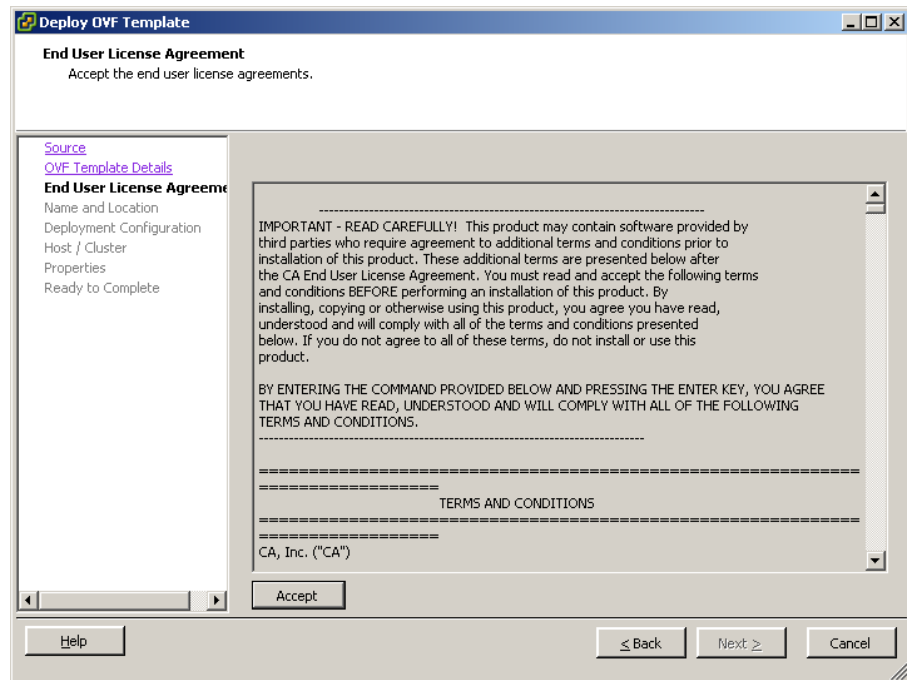 Deploy OVF Template
End User License Agreement
Accept the end user license agreements.
Source
OVF Template Details
End User License Agreeme
Name and Location
Deployment Configuration
Host / Cluster
Properties
Ready to Complete
--------------------------------------------------------------------------------
IMPORTANT - READ CAREFULLY! This product may contain software provided by
third parties who require agreement to additional terms and conditions prior to
installation of this product. These additional terms are presented below after
the CA End User License Agreement. You must read and accept the following terms
and conditions BEFORE performing an installation of this product. By
installing, copying or otherwise using this product, you agree you have read,
understood and will comply with all of the terms and conditions presented
below. If you do not agree to all of these terms, do not install or use this
product.
BY ENTERING THE COMMAND PROVIDED BELOW AND PRESSING THE ENTER KEY, YOU AGREE
THAT YOU HAVE READ, UNDERSTOOD AND WILL COMPLY WITH ALL OF THE FOLLOWING
TERMS AND CONDITIONS.
--------------------------------------------------------------------------------
============================================================
==================
TERMS AND CONDITIONS
============================================================
==================
CA, Inc. ("CA")
Accept
Help
≤ Back
Next ≥
Cancel